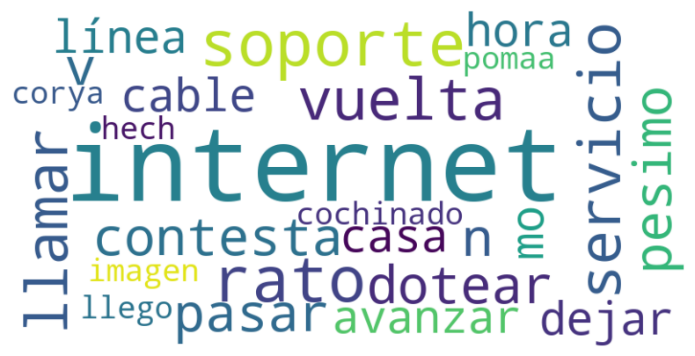 línea
soporte
hora
v
pomaa
corya
cable
vuelta
servicio
pesimo
hech
internet
llamar
cochinado
contesta
casa
n
mo
imagen
rato
dotear
llego
pasar
avanzar
dejar